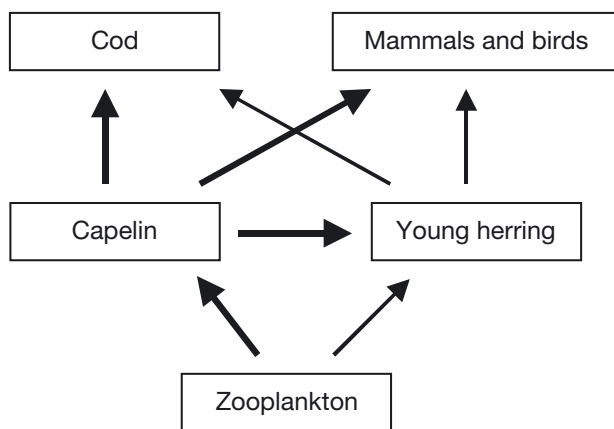 Cod
Mammals and birds
Capelin
Young herring
Zooplankton